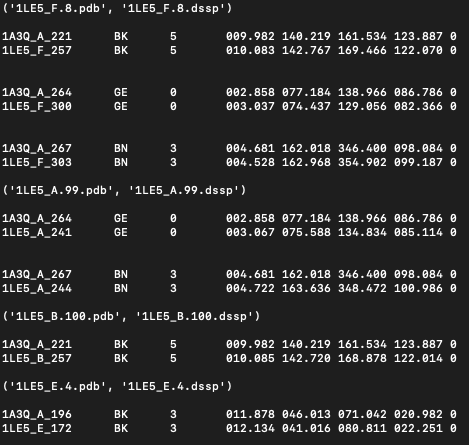 ('1LE5_F.8.pdb', '1LE5_F.8.dssp')
1A3Q_A_221 BK 5 009.982 140.219 161.534 123.887 0
1LE5_F_257 BK 5 010.083 142.767 169.466 122.070 0
1A3Q_A_264 GE 0 002.858 077.184 138.966 086.786 0
1LE5_F_300 GE 0 003.037 074.437 129.056 082.366 0
1A3Q_A_267 BN 3 004.681 162.018 346.400 098.084 0
1LE5_F_303 BN 3 004.528 162.968 354.902 099.187 0
('1LE5_A.99.pdb', '1LE5_A.99.dssp')
1A3Q_A_264 GE 0 002.858 077.184 138.966 086.786 0
1LE5_A_241 GE 0 003.067 075.588 134.834 085.114 0
1A3Q_A_267 BN 3 004.681 162.018 346.400 098.084 0
1LE5_A_244 BN 3 004.722 163.636 348.472 100.986 0
('1LE5_B.100.pdb', '1LE5_B.100.dssp')
1A3Q_A_221 BK 5 009.982 140.219 161.534 123.887 0
1LE5_B_257 BK 5 010.085 142.720 168.878 122.014 0
('1LE5_E.4.pdb', '1LE5_E.4.dssp')
1A3Q_A_196 BK 3 011.878 046.013 071.042 020.982 0
1LE5_E_172 BK 3 012.134 041.016 080.811 022.251 0